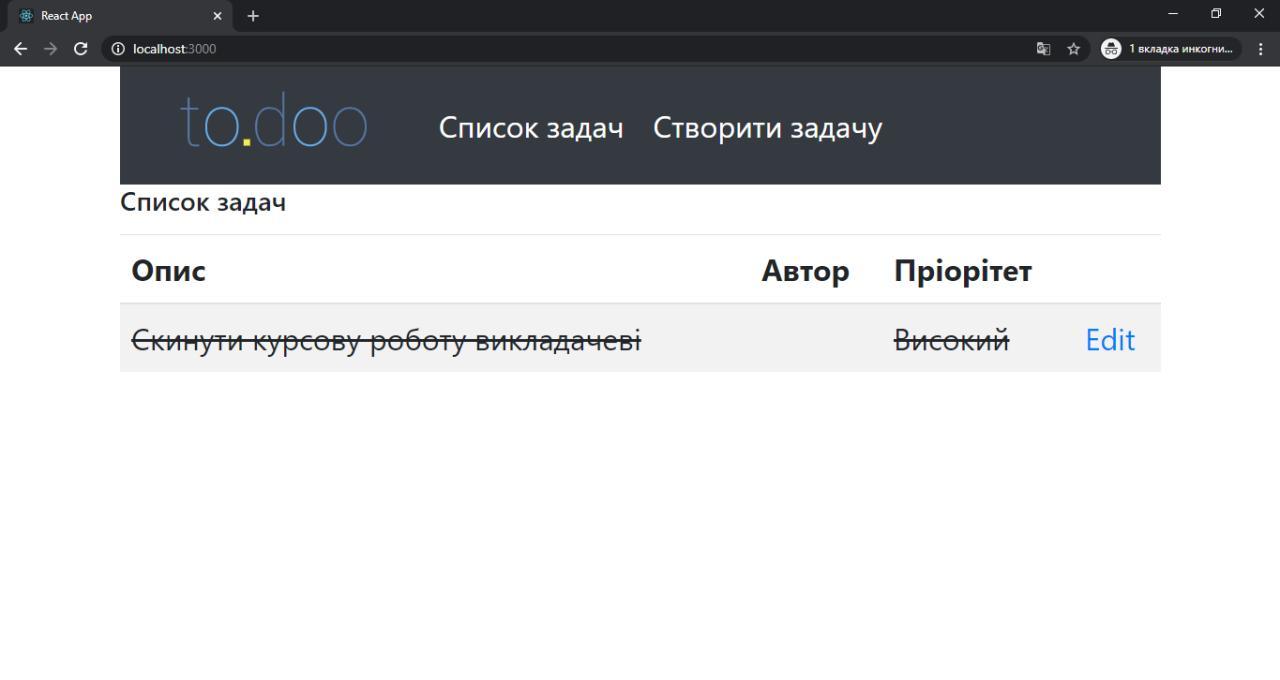 React App
localhost:3000
1 вкладка инкогни...
to.doo Список задач Створити задачу
Список задач
Опис Автор Пріорітет
Скинути курсову роботу викладачеві Високий Edit